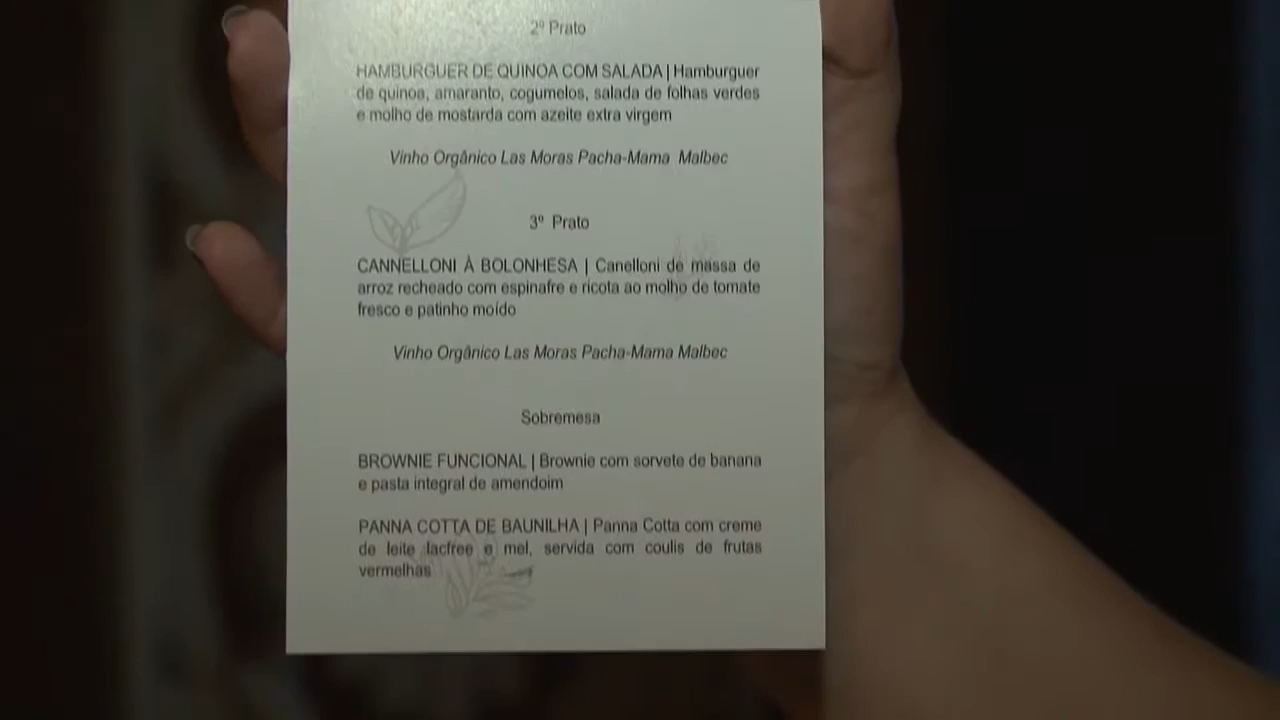 2º Prato
HAMBURGUER DE QUINOA COM SALADA | Hamburguer
de quinoa, amaranto, cogumelos, salada de folhas verdes
e molho de mostarda com azeite extra virgem
Vinho Orgânico Las Moras Pacha-Mama Malbec
3º Prato
CANNELLONI À BOLONHESA | Canelloni de massa de
arroz recheado com espinafre e ricota ao molho de tomate
fresco e patinho moído
Vinho Orgânico Las Moras Pacha-Mama Malbec
Sobremesa
BROWNIE FUNCIONAL | Brownie com sorvete de banana
e pasta integral de amendoim
PANNA COTTA DE BAUNILHA | Panna Cotta com creme
de leite lacfree e mel, servida com coulis de frutas
vermelhas